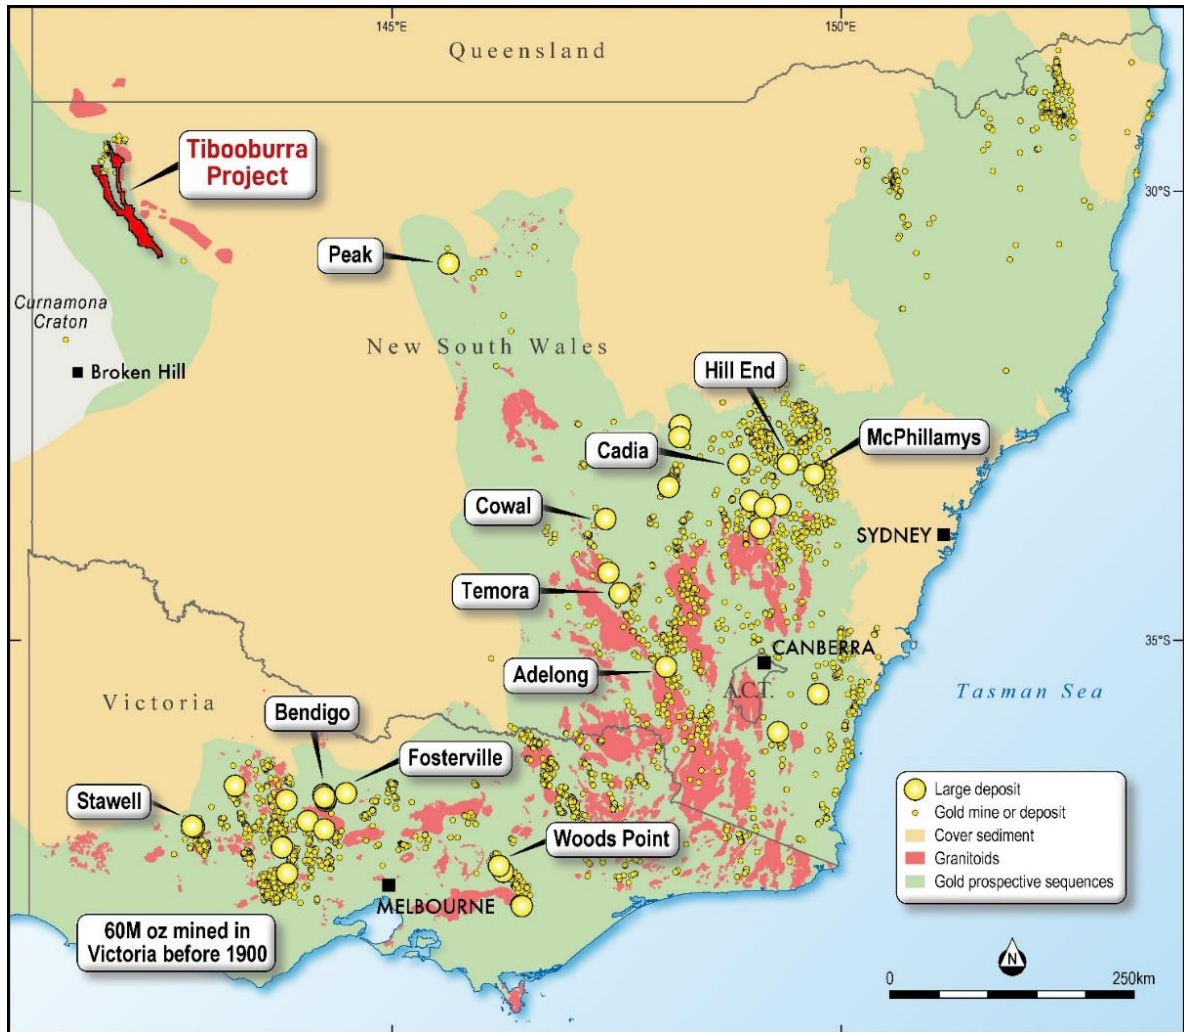 145°E
150°E
Queensland
Tibooburra
Project
30°S
Peak
Curnamona
Craton
New South Wales
Broken Hill
Hill End
McPhillamys
Cadia
Cowal
SYDNEY
Temora
CANBERRA
35°S
Adelong
A.C.T.
Tasman Sea
Victoria
Bendigo
Fosterville
Stawell
Woods Point
MELBOURNE
60M oz mined in
Victoria before 1900
Large deposit
Gold mine or deposit
Cover sediment
Granitoids
Gold prospective sequences
N
0
250km